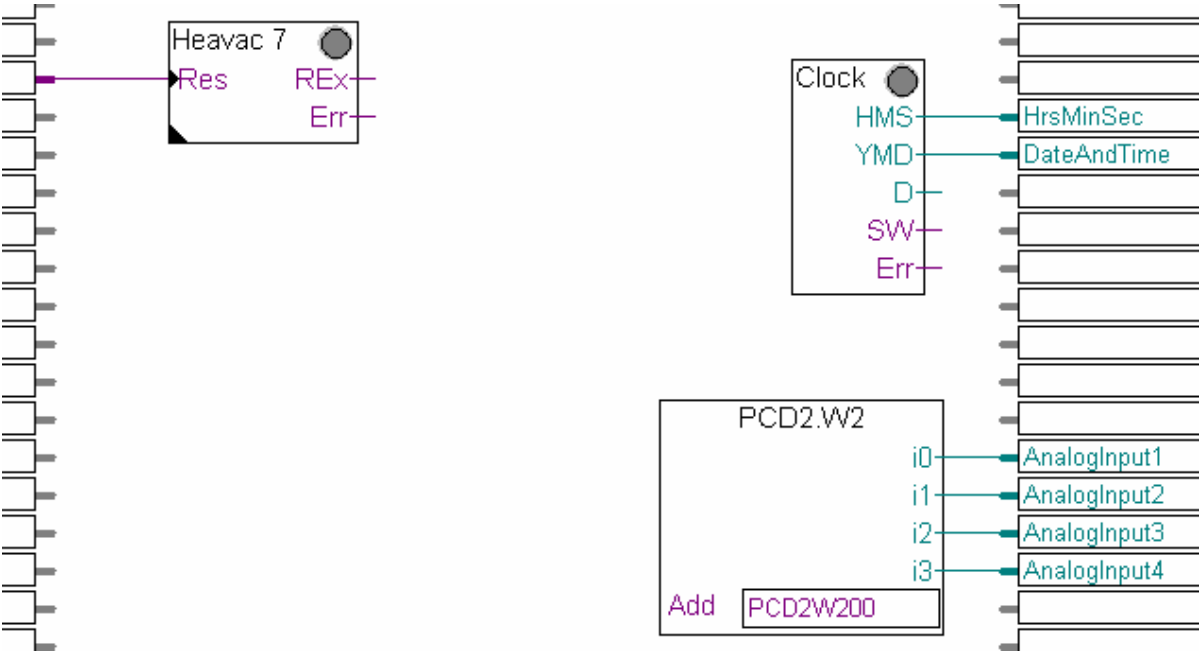 Heavac 7
Res REx
Err
Clock
HMS HrsMinSec
YMD DateAndTime
D
SW
Err
PCD2.W2
i0 AnalogInput1
i1 AnalogInput2
i2 AnalogInput3
i3 AnalogInput4
Add PCD2W200